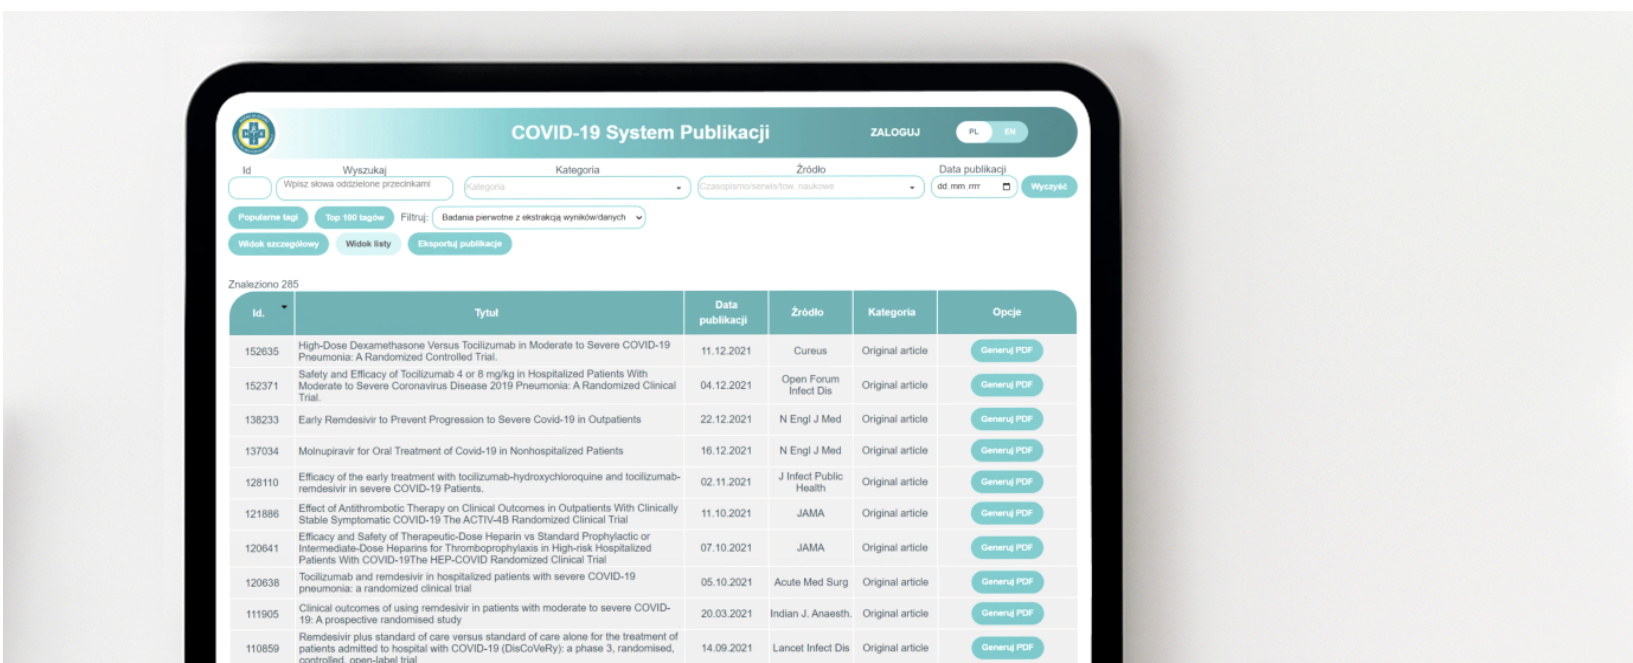 COVID-19 System Publikacji
ZALOGUJ
PL EN
Id Wyszukaj Kategoria Źródło Data publikacji
Wpisz słowa oddzielone przecinkami Kategoria Czasopismo/serwis/tow. naukowe dd.mm.rrrr Wyczyść
Popularne tagi Top 100 tagów Filtruj: Badania pierwotne z ekstrakcją wyników/danych
Widok szczegółowy Widok listy Eksportuj publikacje
Znaleziono 285
Id. Tytuł Data publikacji Źródło Kategoria Opcje
152635 High-Dose Dexamethasone Versus Tocilizumab in Moderate to Severe COVID-19
Pneumonia: A Randomized Controlled Trial. 11.12.2021 Cureus Original article Generuj PDF
Safety and Efficacy of Tocilizumab 4 or 8 mg/kg in Hospitalized Patients With
152371 Moderate to Severe Coronavirus Disease 2019 Pneumonia: A Randomized Clinical
Trial. 04.12.2021 Open Forum Infect Dis Original article Generuj PDF
138233 Early Remdesivir to Prevent Progression to Severe Covid-19 in Outpatients 22.12.2021 N Engl J Med Original article Generuj PDF
137034 Molnupiravir for Oral Treatment of Covid-19 in Nonhospitalized Patients 16.12.2021 N Engl J Med Original article Generuj PDF
128110 Efficacy of the early treatment with tocilizumab-hydroxychloroquine and tocilizumab-
remdesivir in severe COVID-19 Patients. 02.11.2021 J Infect Public Health Original article Generuj PDF
121886 Effect of Antithrombotic Therapy on Clinical Outcomes in Outpatients With Clinically
Stable Symptomatic COVID-19 The ACTIV-4B Randomized Clinical Trial 11.10.2021 JAMA Original article Generuj PDF
Efficacy and Safety of Therapeutic-Dose Heparin vs Standard Prophylactic or
120641 Intermediate-Dose Heparins for Thromboprophylaxis in High-risk Hospitalized
Patients With COVID-19The HEP-COVID Randomized Clinical Trial 07.10.2021 JAMA Original article Generuj PDF
120638 Tocilizumab and remdesivir in hospitalized patients with severe COVID-19
pneumonia: a randomized clinical trial 05.10.2021 Acute Med Surg Original article Generuj PDF
111905 Clinical outcomes of using remdesivir in patients with moderate to severe COVID-
19: A prospective randomised study 20.03.2021 Indian J. Anaesth. Original article Generuj PDF
Remdesivir plus standard of care versus standard of care alone for the treatment of
110859 patients admitted to hospital with COVID-19 (DisCoVeRy): a phase 3, randomised,
controlled, open-label trial 14.09.2021 Lancet Infect Dis Original article Generuj PDF